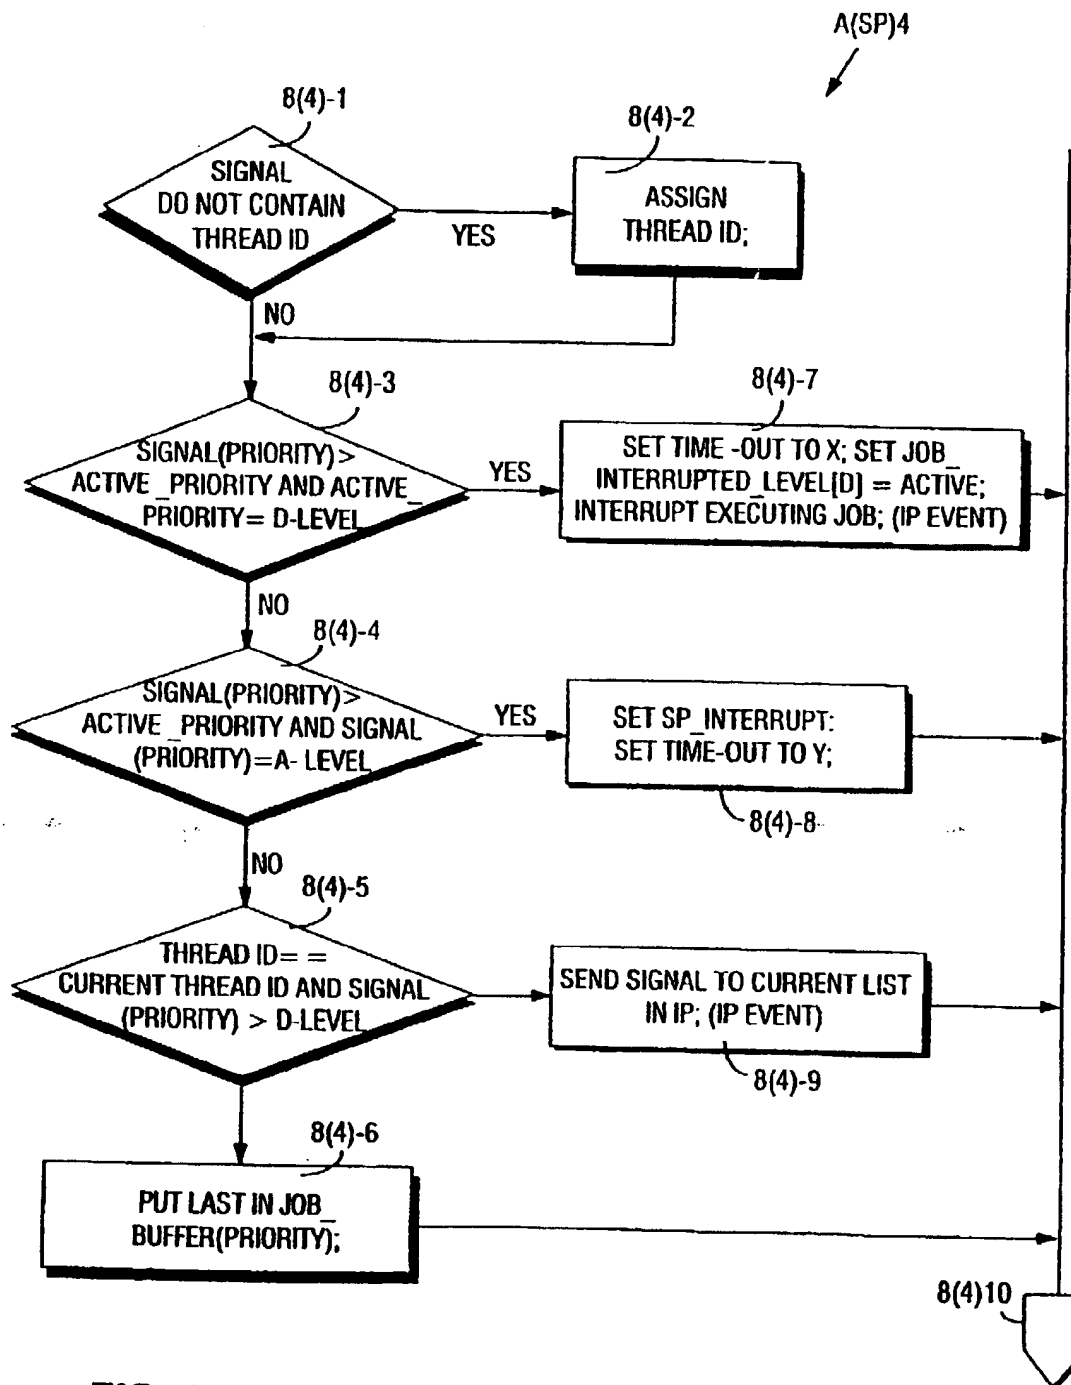 A(SP)4
8(4)-1
8(4)-2
SIGNAL
DO NOT CONTAIN
THREAD ID
YES
ASSIGN
THREAD ID;
NO
8(4)-3
8(4)-7
SIGNAL(PRIORITY)>
ACTIVE_PRIORITY AND ACTIVE_
PRIORITY= D-LEVEL
YES
SET TIME -OUT TO X; SET JOB_
INTERRUPTED_LEVEL[D] = ACTIVE;
INTERRUPT EXECUTING JOB; (IP EVENT)
NO
8(4)-4
SIGNAL(PRIORITY)>
ACTIVE_PRIORITY AND SIGNAL
(PRIORITY)=A- LEVEL
YES
SET SP_INTERRUPT:
SET TIME-OUT TO Y;
8(4)-8
NO
8(4)-5
THREAD ID= =
CURRENT THREAD ID AND SIGNAL
(PRIORITY) > D-LEVEL
SEND SIGNAL TO CURRENT LIST
IN IP; (IP EVENT)
8(4)-9
8(4)-6
PUT LAST IN JOB_
BUFFER(PRIORITY);
8(4)10